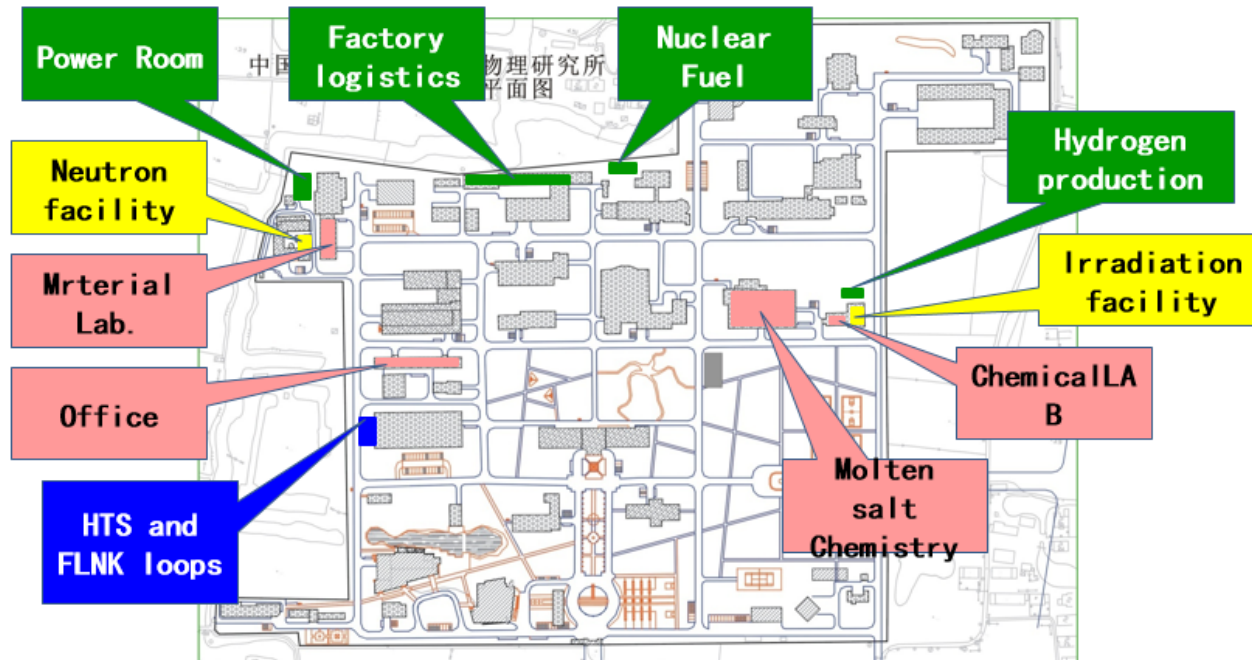 Power Room
Factory
logistics
Nuclear
Fuel
中国
物理研究所
平面图
Hydrogen
production
Neutron
facility
Irradiation
facility
Mrterial
Lab.
ChemicalLA
B
Office
Molten
salt
Chemistry
HTS and
FLNK loops